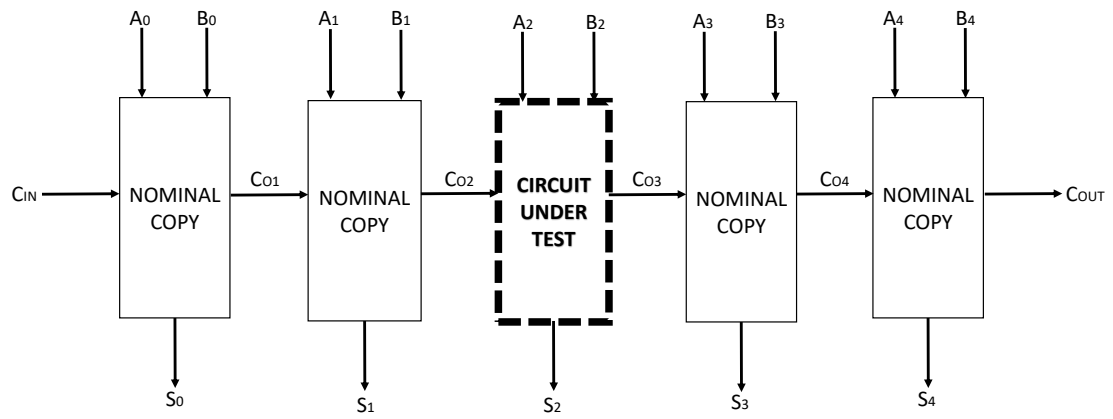 A0 B0 A1 B1 A2 B2 A3 B3 A4 B4
CIN CO1 CO2 CO3 CO4 COUT
NOMINAL COPY
NOMINAL COPY
CIRCUIT UNDER TEST
NOMINAL COPY
NOMINAL COPY
S0 S1 S2 S3 S4